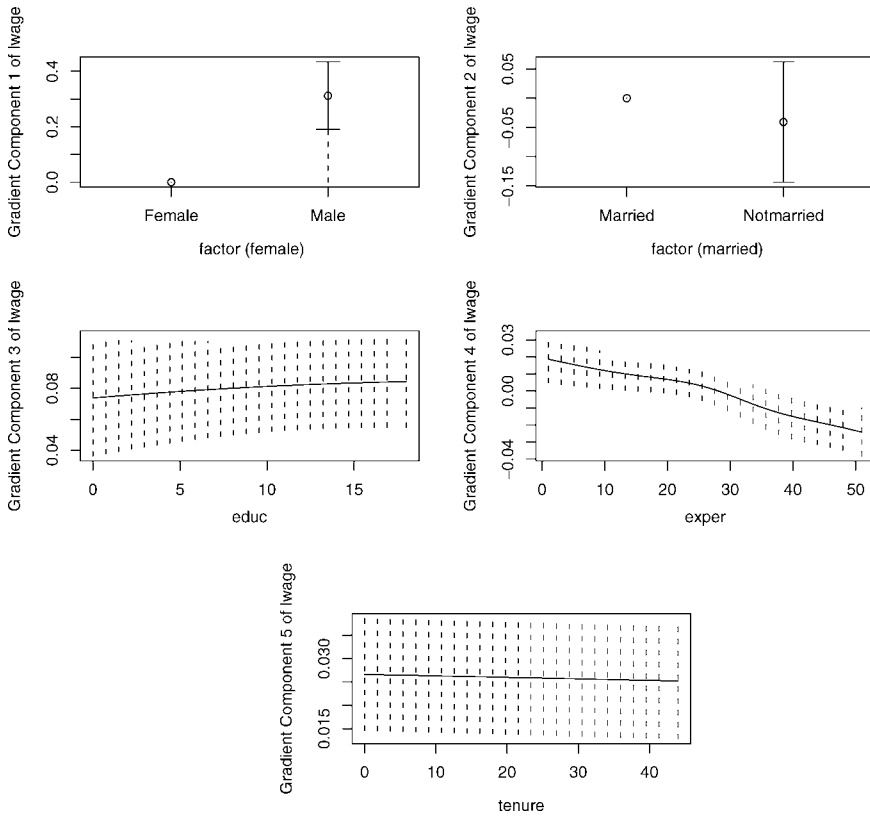 Gradient Component 1 of lwage
0.4
0.2
0.0
Female
Male
factor (female)
Gradient Component 2 of lwage
0.05
−0.05
−0.15
Married
Notmarried
factor (married)
Gradient Component 3 of lwage
0.08
0.04
0
5
10
15
educ
Gradient Component 4 of lwage
0.03
0.00
−0.04
0
10
20
30
40
50
exper
Gradient Component 5 of lwage
0.030
0.015
0
10
20
30
40
tenure